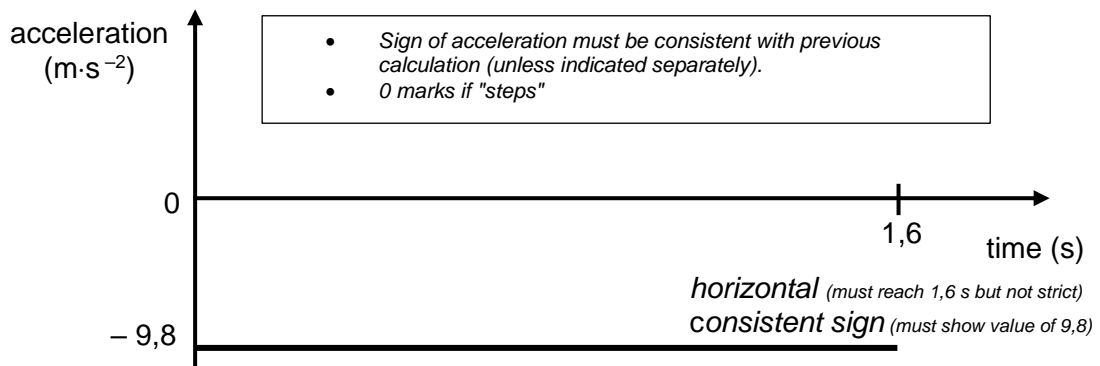 acceleration
(m·s⁻²)
• Sign of acceleration must be consistent with previous
calculation (unless indicated separately).
• 0 marks if "steps"
0
1,6
time (s)
horizontal (must reach 1,6 s but not strict)
consistent sign (must show value of 9,8)
– 9,8